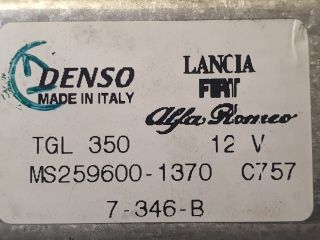 DENSO LANCIA
MADE IN ITALY FIAT
Alfa Romeo
TGL 350 12 V
MS259600-1370 C757
7-346-B